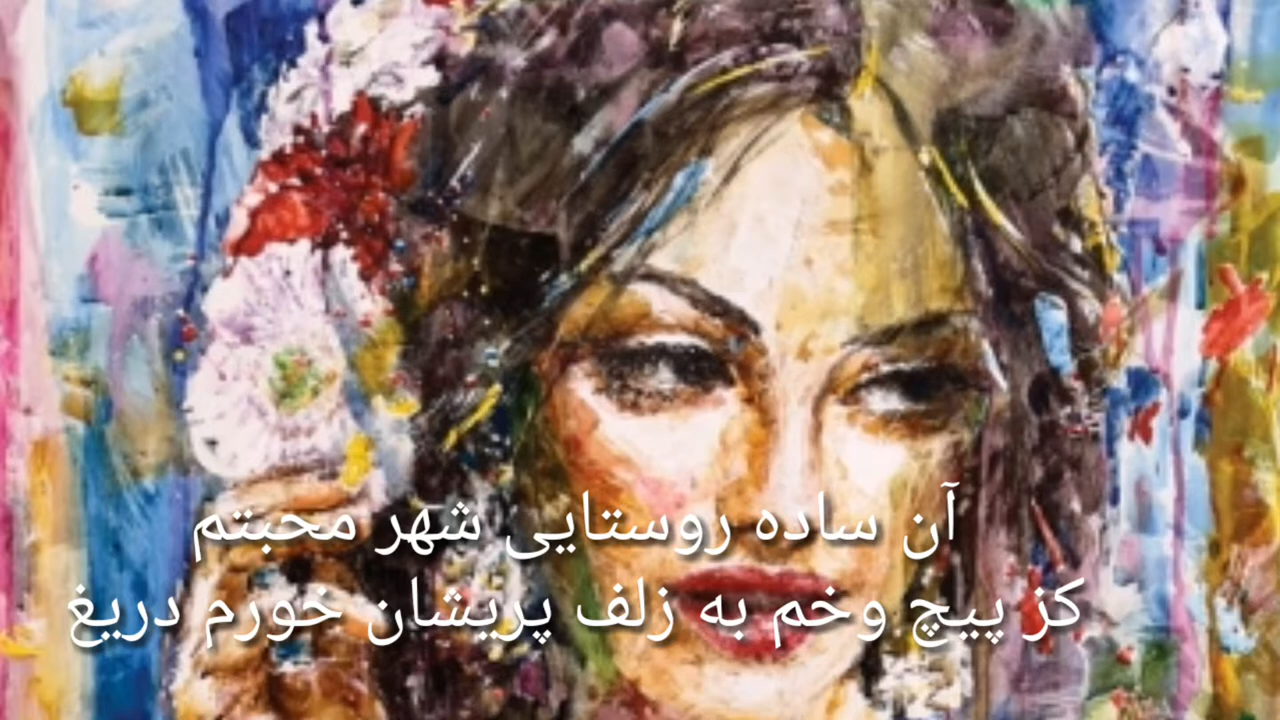 آن ساده روستایی شهر محبتم
کز پیچ وخم به زلف پریشان خورم دریغ